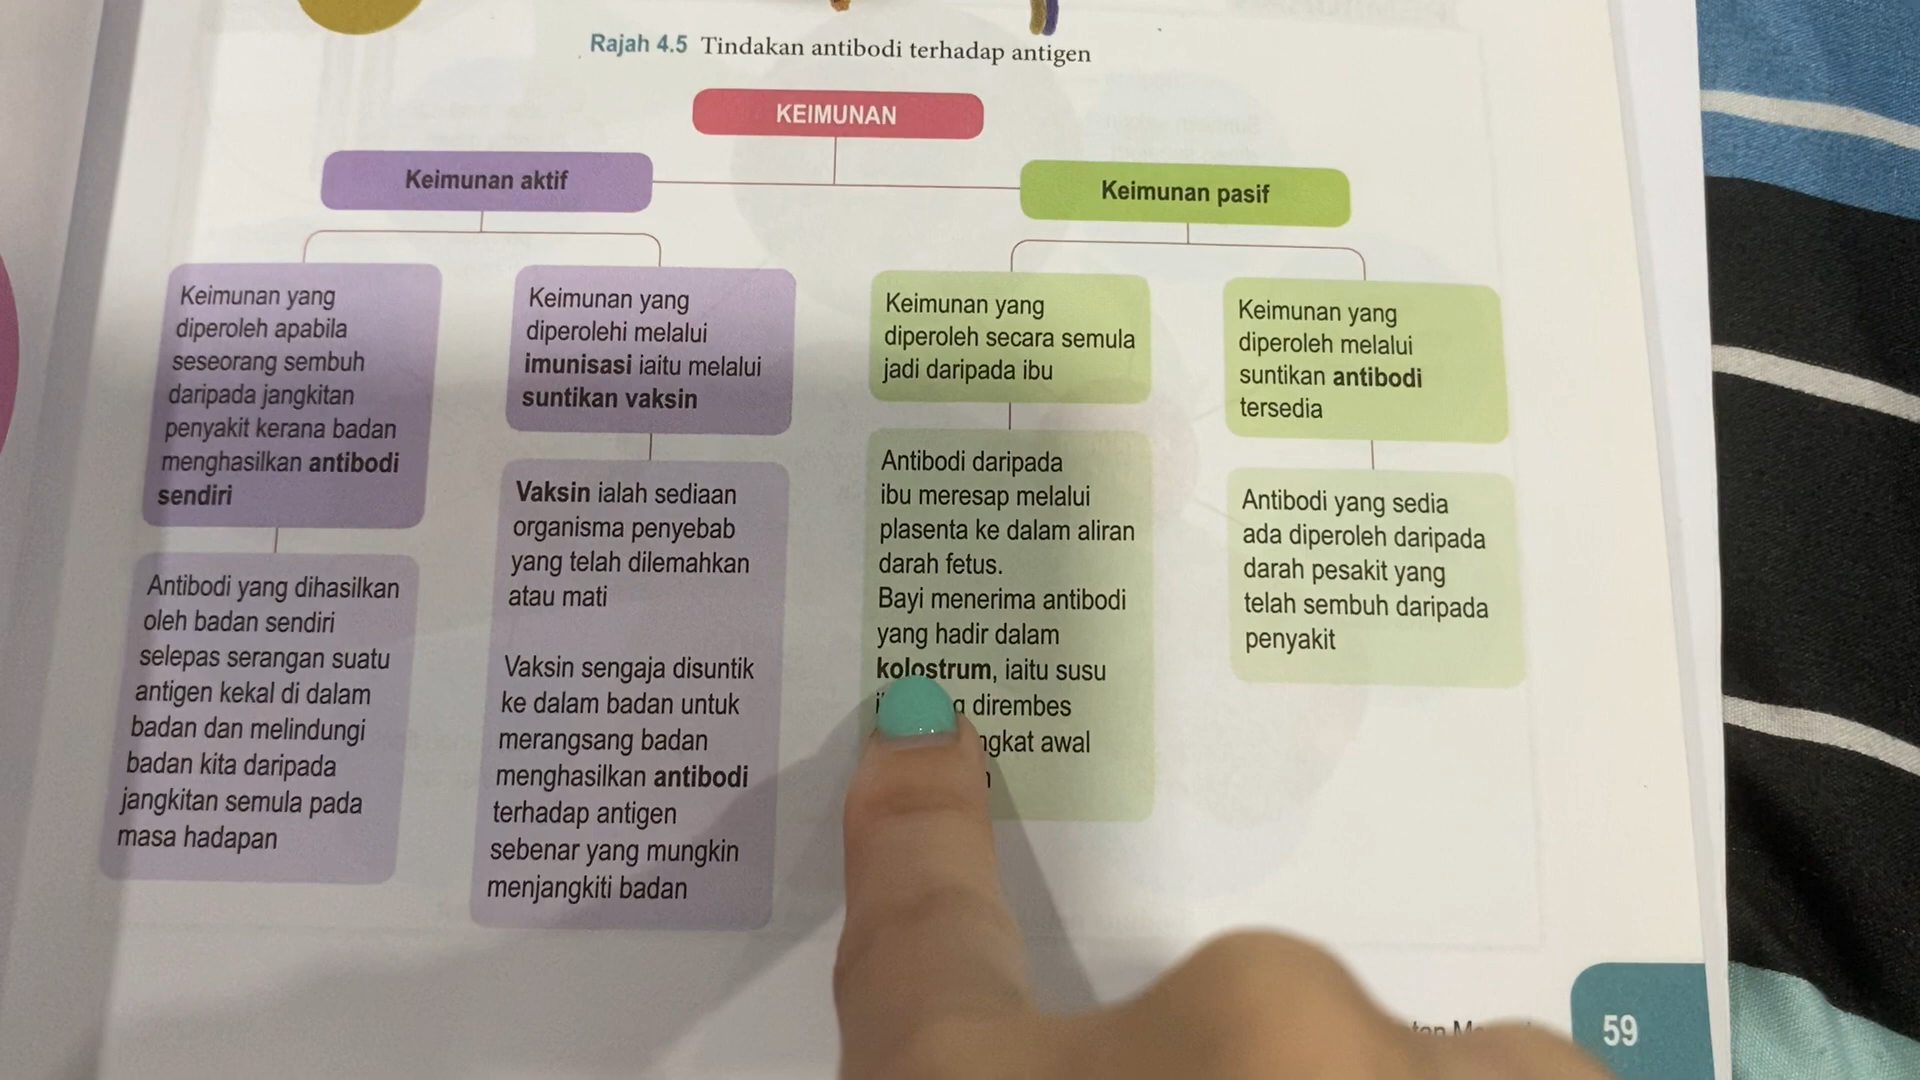 Rajah 4.5 Tindakan antibodi terhadap antigen
KEIMUNAN
Keimunan aktif
Keimunan pasif
Keimunan yang
diperoleh apabila
seseorang sembuh
daripada jangkitan
penyakit kerana badan
menghasilkan antibodi
sendiri
Antibodi yang dihasilkan
oleh badan sendiri
selepas serangan suatu
antigen kekal di dalam
badan dan melindungi
badan kita daripada
jangkitan semula pada
masa hadapan
Keimunan yang
diperolehi melalui
imunisasi iaitu melalui
suntikan vaksin
Vaksin ialah sediaan
organisma penyebab
yang telah dilemahkan
atau mati
Vaksin sengaja disuntik
ke dalam badan untuk
merangsang badan
menghasilkan antibodi
terhadap antigen
sebenar yang mungkin
menjangkiti badan
Keimunan yang
diperoleh secara semula
jadi daripada ibu
Antibodi daripada
ibu meresap melalui
plasenta ke dalam aliran
darah fetus.
Bayi menerima antibodi
yang hadir dalam
kolostrum, iaitu susu
dirembes
awal
Keimunan yang
diperoleh melalui
suntikan antibodi
tersedia
Antibodi yang sedia
ada diperoleh daripada
darah pesakit yang
telah sembuh daripada
penyakit
59